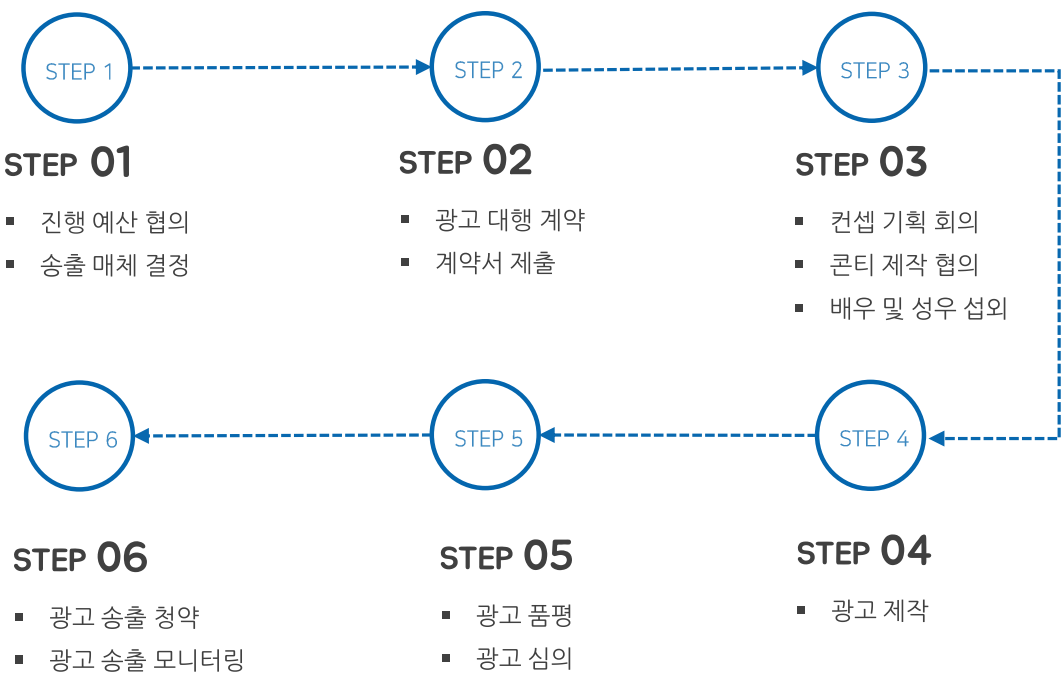 STEP 1
STEP 2
STEP 3
STEP 01
▪ 진행 예산 협의
▪ 송출 매체 결정
STEP 02
▪ 광고 대행 계약
▪ 계약서 제출
STEP 03
▪ 컨셉 기획 회의
▪ 콘티 제작 협의
▪ 배우 및 성우 섭외
STEP 4
STEP 5
STEP 6
STEP 04
▪ 광고 제작
STEP 05
▪ 광고 품평
▪ 광고 심의
STEP 06
▪ 광고 송출 청약
▪ 광고 송출 모니터링